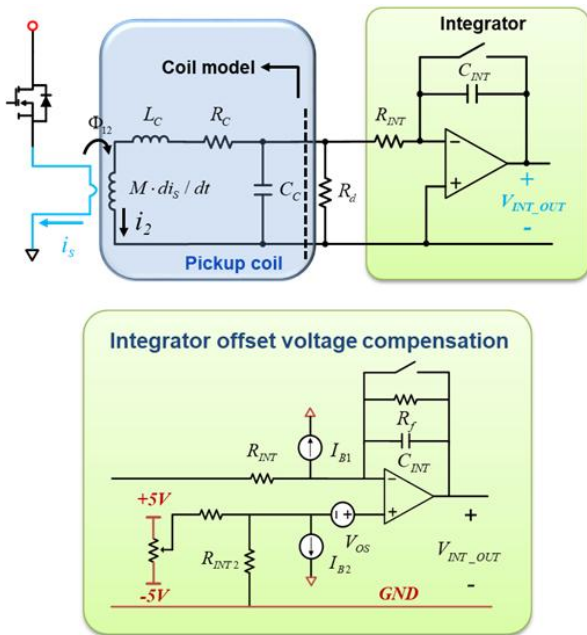 Integrator
Coil model
C_INT
L_C
R_C
R_INT
Φ_12
M · di_S / dt
C_C
R_d
i_2
i_s
V_INT_OUT
+
-
−
+
Pickup coil
Integrator offset voltage compensation
R_f
R_INT
I_B1
C_INT
−
+
+5V
V_OS
+
V_INT_OUT
-
R_INT2
I_B2
-5V
GND